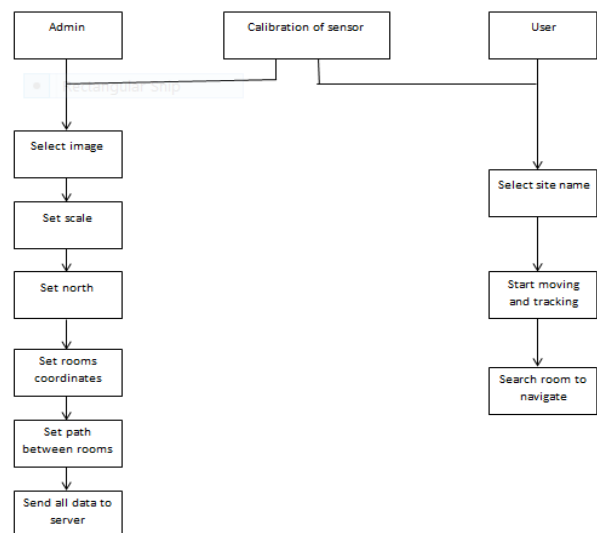 Admin
Calibration of sensor
User
Rectangular Ship
Select image
Set scale
Set north
Set rooms
coordinates
Set path
between rooms
Send all data to
server
Select site name
Start moving
and tracking
Search room to
navigate